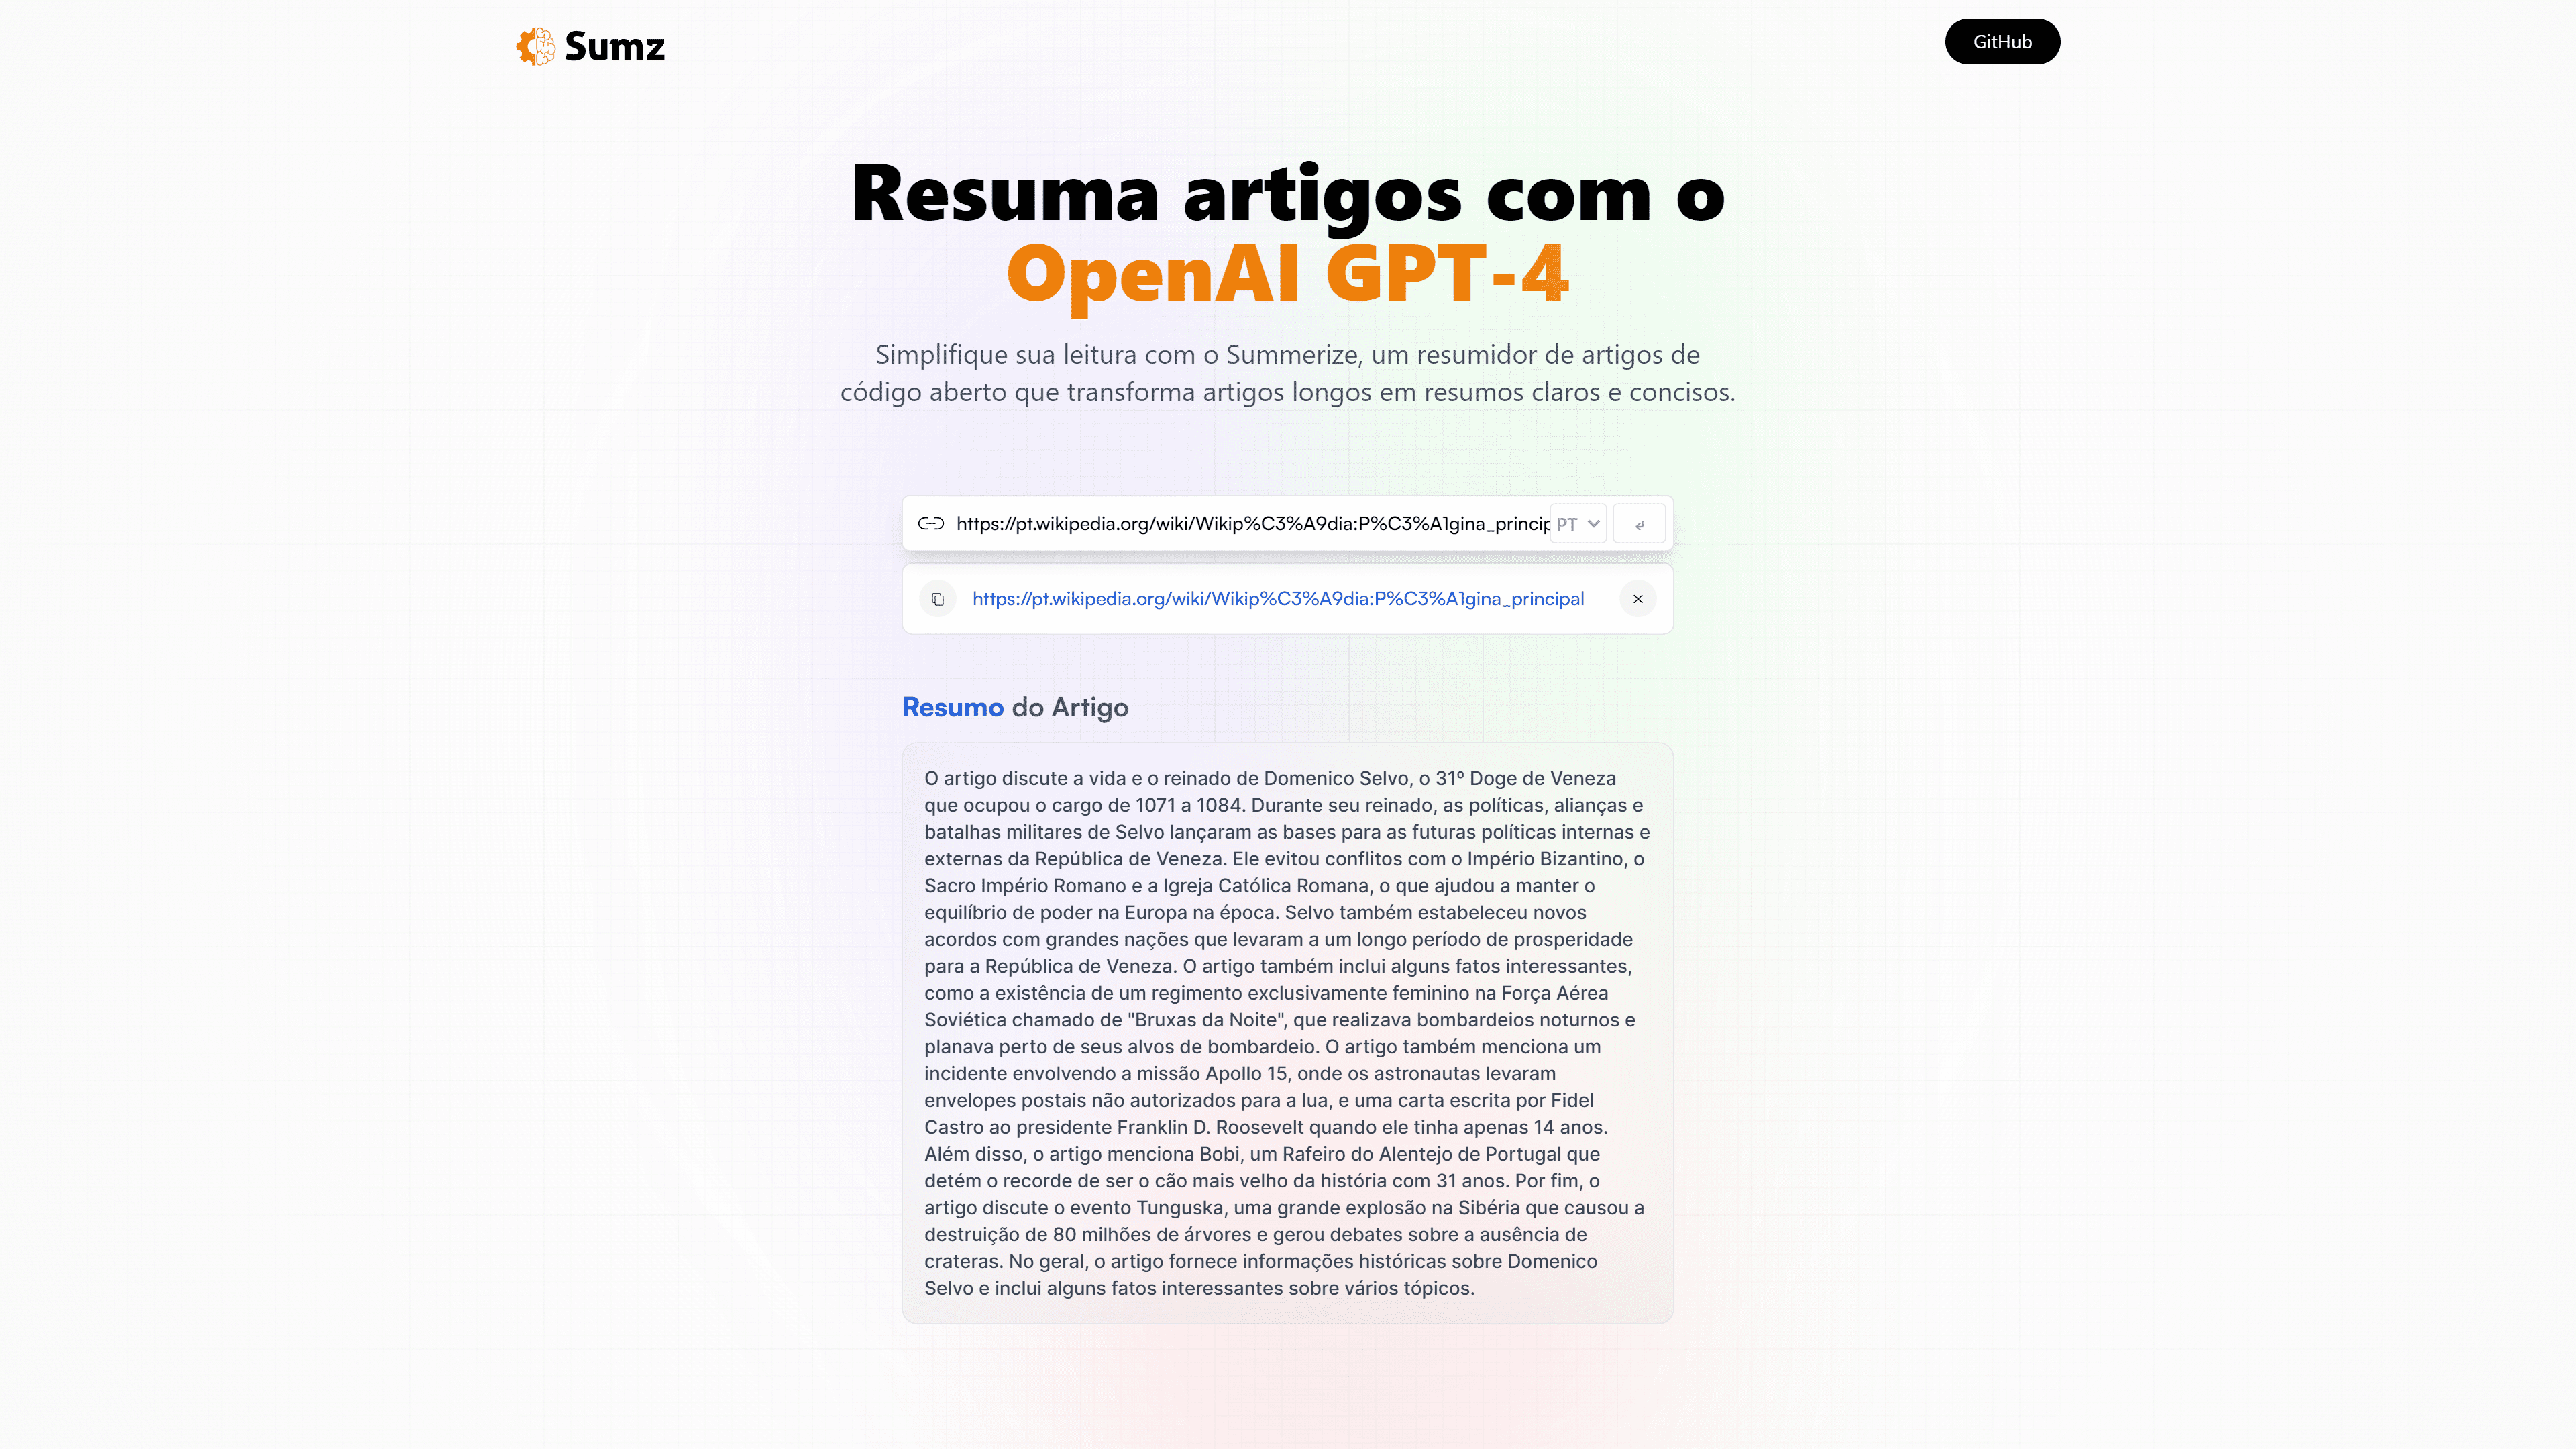 Sumz
GitHub
Resuma artigos com o
OpenAI GPT-4
Simplifique sua leitura com o Summerize, um resumidor de artigos de
código aberto que transforma artigos longos em resumos claros e concisos.
https://pt.wikipedia.org/wiki/Wikip%C3%A9dia:P%C3%A1gina_princip
PT
https://pt.wikipedia.org/wiki/Wikip%C3%A9dia:P%C3%A1gina_principal
Resumo do Artigo
O artigo discute a vida e o reinado de Domenico Selvo, o 31º Doge de Veneza
que ocupou o cargo de 1071 a 1084. Durante seu reinado, as políticas, alianças e
batalhas militares de Selvo lançaram as bases para as futuras políticas internas e
externas da República de Veneza. Ele evitou conflitos com o Império Bizantino, o
Sacro Império Romano e a Igreja Católica Romana, o que ajudou a manter o
equilíbrio de poder na Europa na época. Selvo também estabeleceu novos
acordos com grandes nações que levaram a um longo período de prosperidade
para a República de Veneza. O artigo também inclui alguns fatos interessantes,
como a existência de um regimento exclusivamente feminino na Força Aérea
Soviética chamado de "Bruxas da Noite", que realizava bombardeios noturnos e
planava perto de seus alvos de bombardeio. O artigo também menciona um
incidente envolvendo a missão Apollo 15, onde os astronautas levaram
envelopes postais não autorizados para a lua, e uma carta escrita por Fidel
Castro ao presidente Franklin D. Roosevelt quando ele tinha apenas 14 anos.
Além disso, o artigo menciona Bobi, um Rafeiro do Alentejo de Portugal que
detém o recorde de ser o cão mais velho da história com 31 anos. Por fim, o
artigo discute o evento Tunguska, uma grande explosão na Sibéria que causou a
destruição de 80 milhões de árvores e gerou debates sobre a ausência de
crateras. No geral, o artigo fornece informações históricas sobre Domenico
Selvo e inclui alguns fatos interessantes sobre vários tópicos.